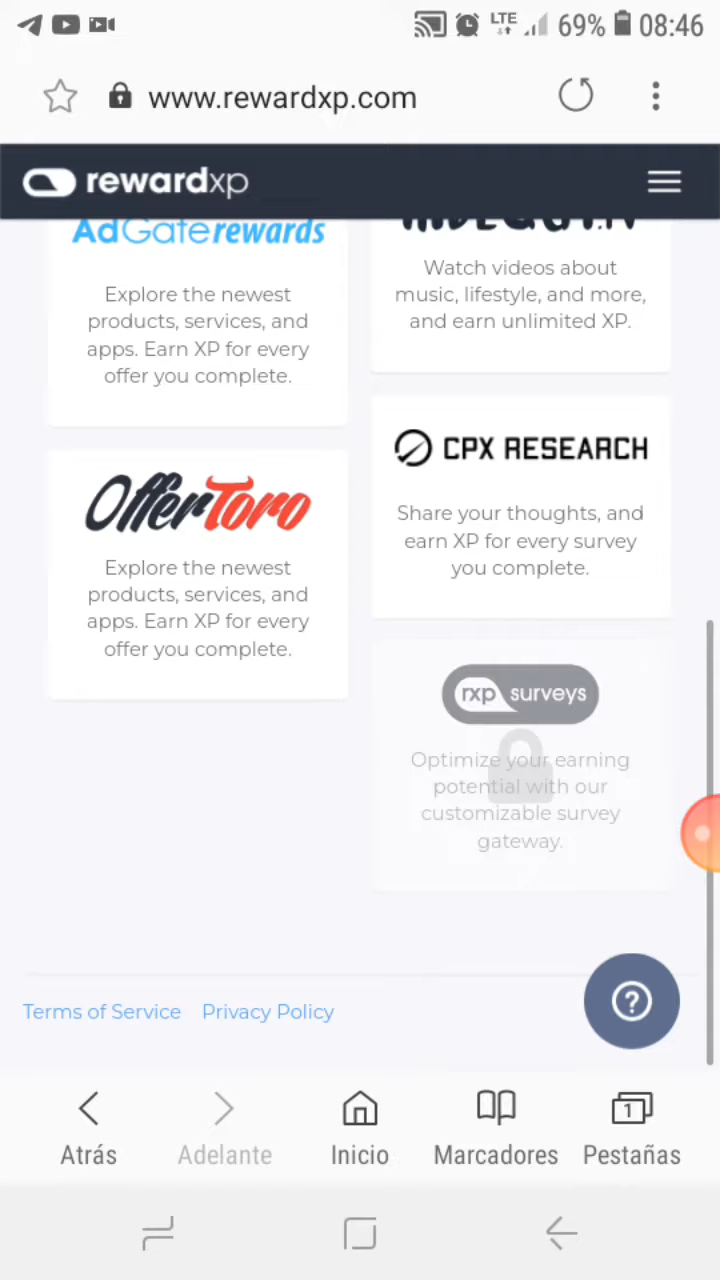 LTE 69% 08:46
www.rewardxp.com
rewardxp
AdGate rewards
Explore the newest
products, services, and
apps. Earn XP for every
offer you complete.
Watch videos about
music, lifestyle, and more,
and earn unlimited XP.
OfferToro
Explore the newest
products, services, and
apps. Earn XP for every
offer you complete.
CPX RESEARCH
Share your thoughts, and
earn XP for every survey
you complete.
rxp surveys
Optimize your earning
potential with our
customizable survey
gateway.
Terms of Service Privacy Policy
1
Atrás Adelante Inicio Marcadores Pestañas